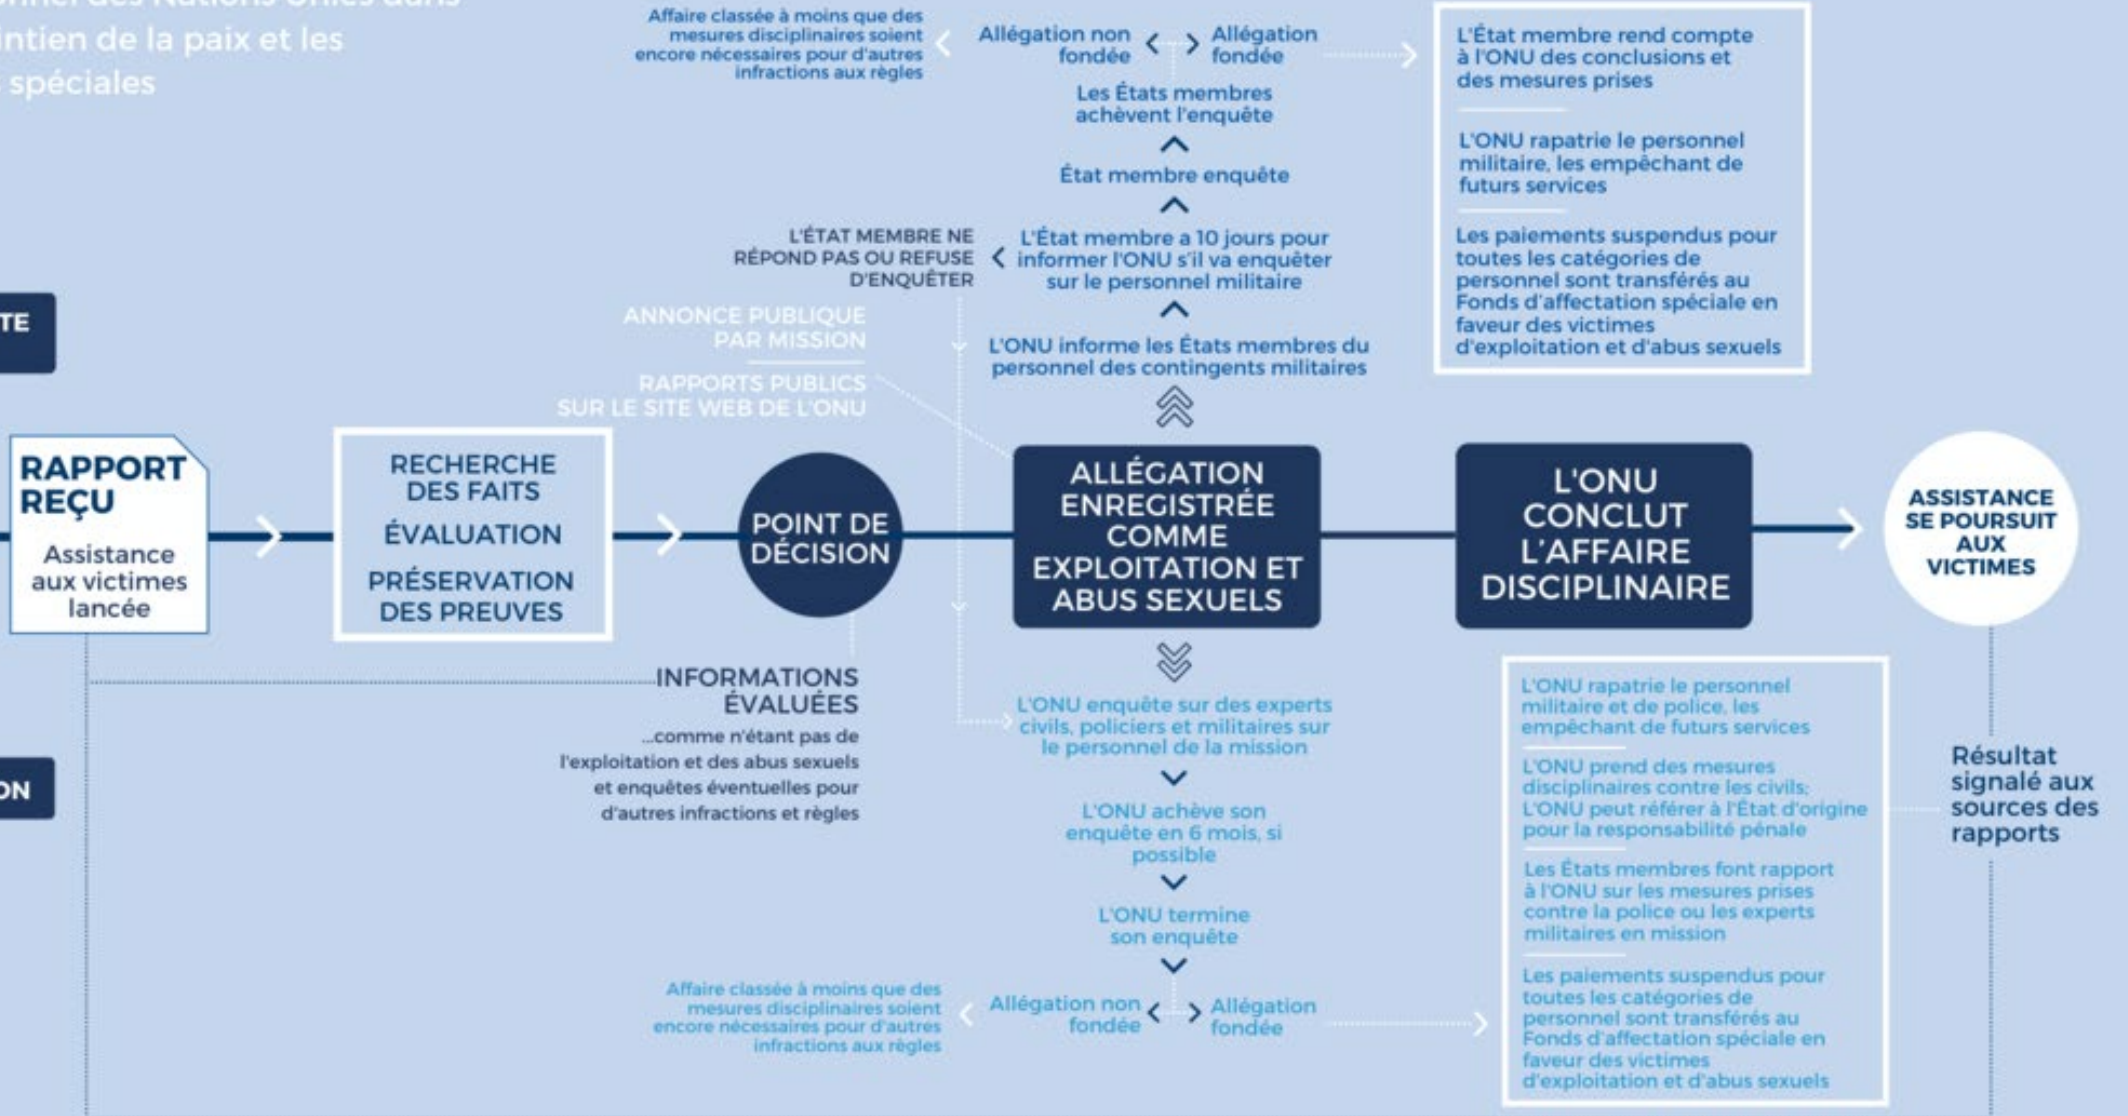 des Nations Unies dans
de la paix et les
spéciales
Affaire classée à moins que des
mesures disciplinaires soient
encore nécessaires pour d'autres
infractions aux règles
Allégation non
fondée
Allégation
fondée
Les États membres
achèvent l'enquête
État membre enquête
L'État membre a 10 jours pour
informer l'ONU s'il va enquêter
sur le personnel militaire
L'ÉTAT MEMBRE NE
RÉPOND PAS OU REFUSE
D'ENQUÊTER
L'ONU informe les États membres du
personnel des contingents militaires
L'État membre rend compte
à l'ONU des conclusions et
des mesures prises
L'ONU rapatrie le personnel
militaire, les empêchant de
futurs services
Les paiements suspendus pour
toutes les catégories de
personnel sont transférés au
Fonds d'affectation spéciale en
faveur des victimes
d'exploitation et d'abus sexuels
ANNONCE PUBLIQUE
PAR MISSION
RAPPORTS PUBLICS
SUR LE SITE WEB DE L'ONU
TE
RAPPORT
REÇU
Assistance
aux victimes
lancée
RECHERCHE
DES FAITS
ÉVALUATION
PRÉSERVATION
DES PREUVES
POINT DE
DÉCISION
ALLÉGATION
ENREGISTRÉE
COMME
EXPLOITATION ET
ABUS SEXUELS
L'ONU
CONCLUT
L'AFFAIRE
DISCIPLINAIRE
ASSISTANCE
SE POURSUIT
AUX
VICTIMES
INFORMATIONS
ÉVALUÉES
...comme n'étant pas de
l'exploitation et des abus sexuels
et enquêtes éventuelles pour
d'autres infractions et règles
ON
L'ONU enquête sur des experts
civils, policiers et militaires sur
le personnel de la mission
L'ONU achève son
enquête en 6 mois, si
possible
L'ONU termine
son enquête
Allégation non
fondée
Allégation
fondée
Affaire classée à moins que des
mesures disciplinaires soient
encore nécessaires pour d'autres
infractions aux règles
L'ONU rapatrie le personnel
militaire et de police, les
empêchant de futurs services
L'ONU prend des mesures
disciplinaires contre les civils;
L'ONU peut référer à l'État d'origine
pour la responsabilité pénale
Les États membres font rapport
à l'ONU sur les mesures prises
contre la police ou les experts
militaires en mission
Les paiements suspendus pour
toutes les catégories de
personnel sont transférés au
Fonds d'affectation spéciale en
faveur des victimes
d'exploitation et d'abus sexuels
Résultat
signalé aux
sources des
rapports